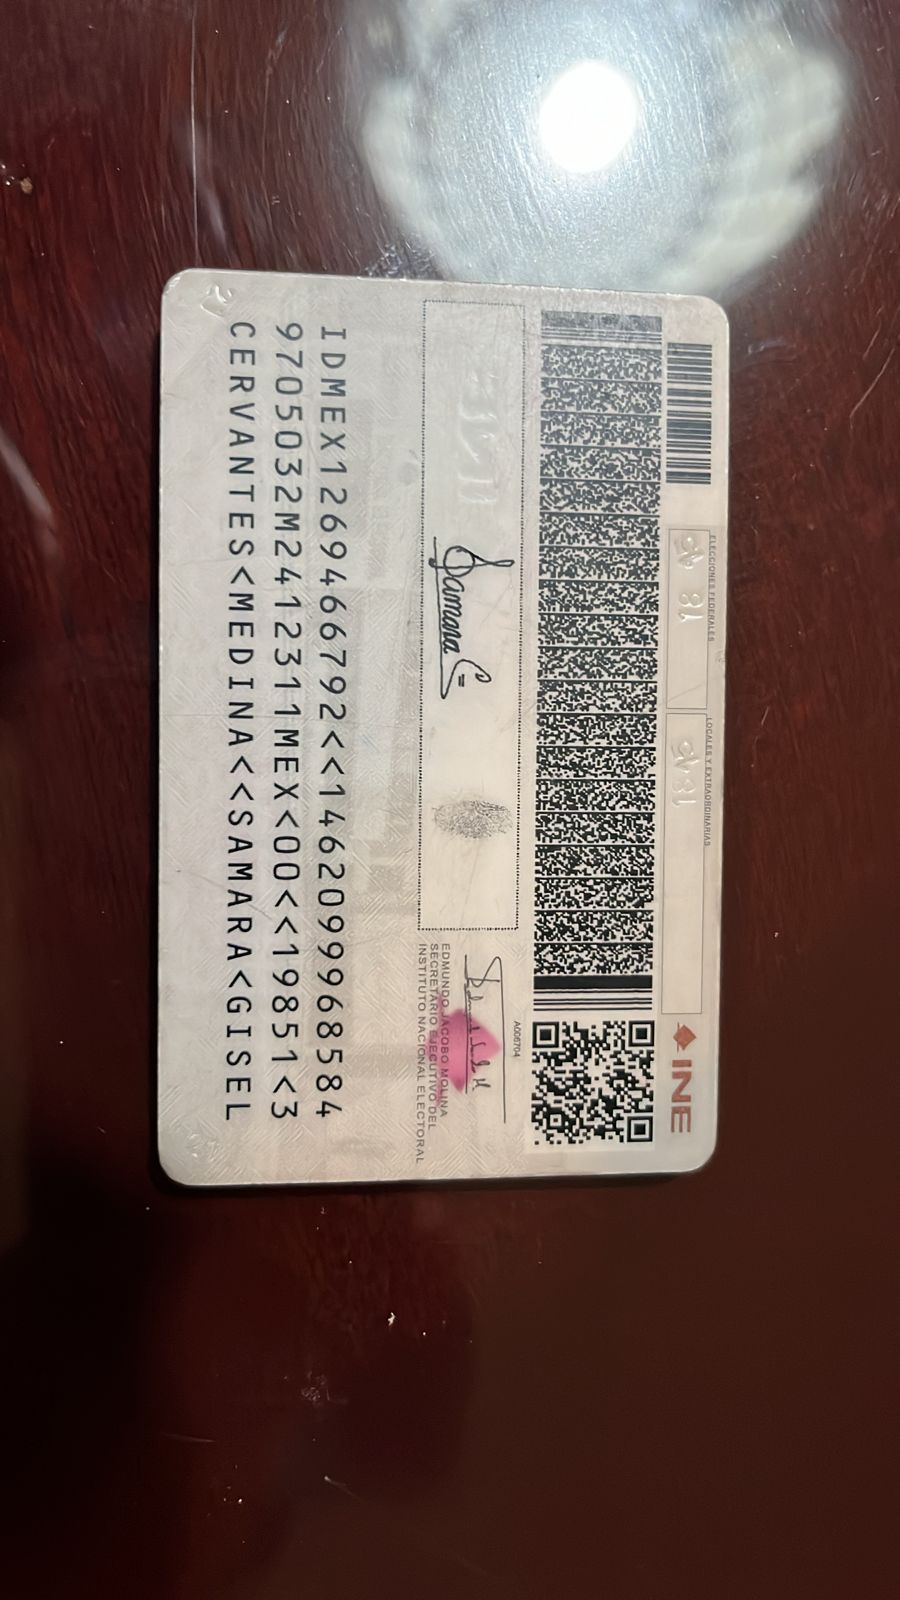 ELECCIONES FEDERALES
LOCALES Y EXTRAORDINARIAS
INE
18
A006704
Samara C=
EDMUNDO JACOBO MOLINA
SECRETARIO EJECUTIVO DEL
INSTITUTO NACIONAL ELECTORAL
IDMEX1269466792<<1462099968584
9705032M2412311MEX<00<<19851<3
CERVANTES<MEDINA<<SAMARA<GISEL